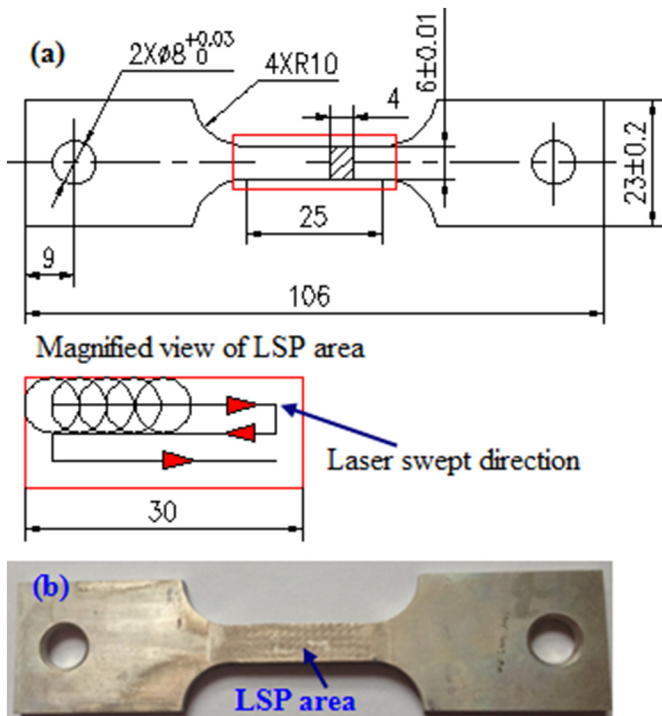 (a)
2XØ8 +0.03 0
4XR10
4
6±0.01
23±0.2
25
9
106
Magnified view of LSP area
Laser swept direction
30
(b)
LSP area